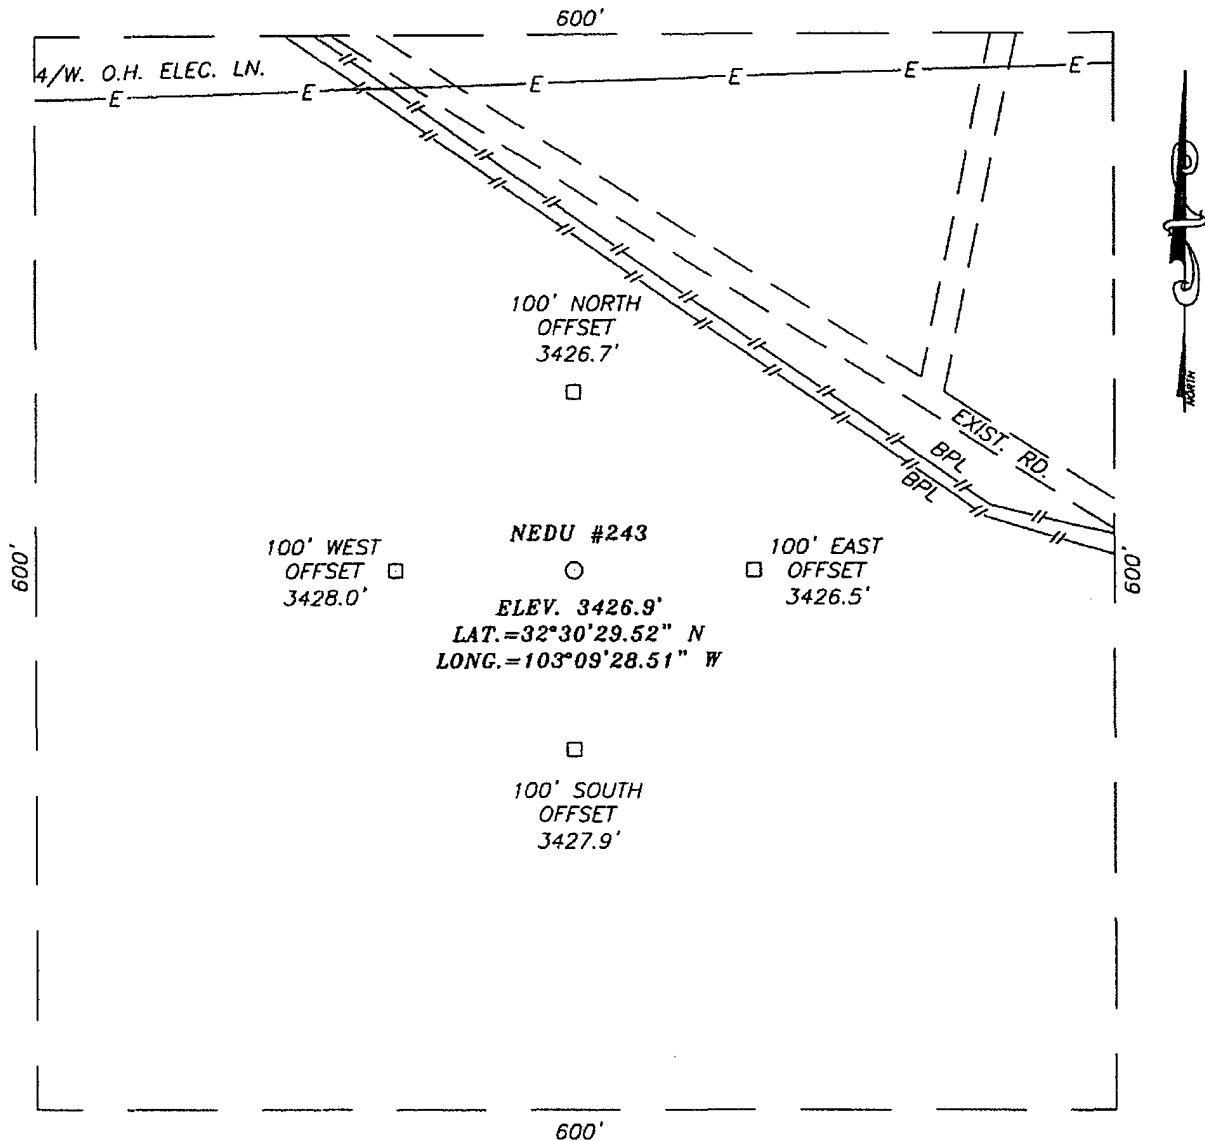 600'
4/W. O.H. ELEC. LN.
E E E E E E
NORTH
100' NORTH
OFFSET
3426.7'
EXIST. RD.
BPL
BPL
600'
100' WEST
OFFSET
3428.0'
NEDU #243
ELEV. 3426.9'
LAT.=32°30'29.52" N
LONG.=103°09'28.51" W
100' EAST
OFFSET
3426.5'
600'
100' SOUTH
OFFSET
3427.9'
600'